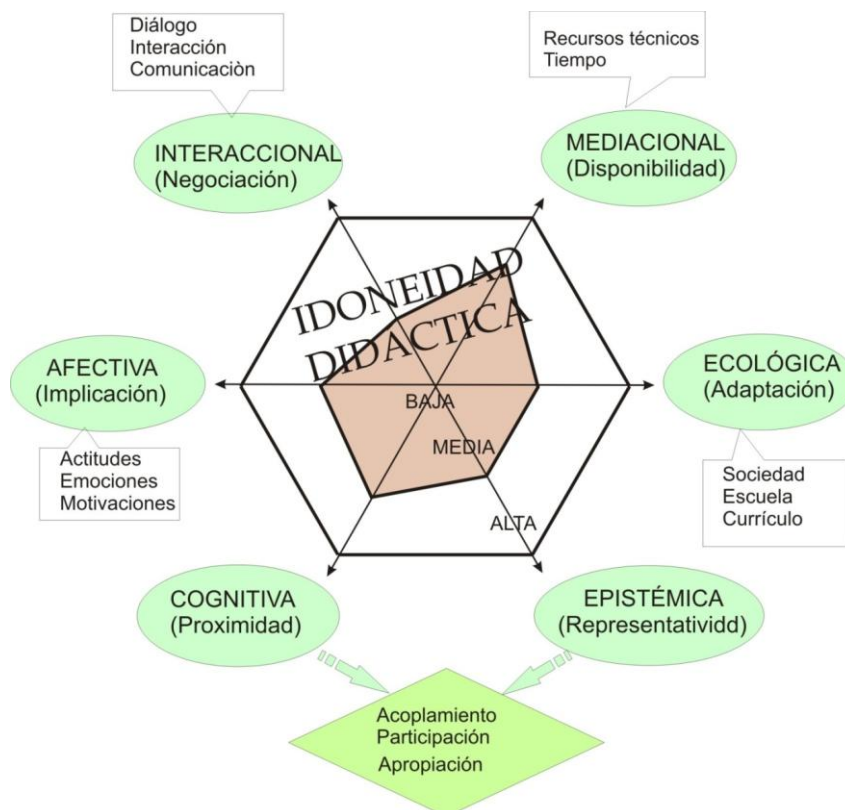 Diálogo
Interacción
Comunicaciòn
Recursos técnicos
Tiempo
INTERACCIONAL
(Negociación)
MEDIACIONAL
(Disponibilidad)
IDONEIDAD
DIDACTICA
AFECTIVA
(Implicación)
ECOLÓGICA
(Adaptación)
BAJA
MEDIA
ALTA
Actitudes
Emociones
Motivaciones
Sociedad
Escuela
Currículo
COGNITIVA
(Proximidad)
EPISTÉMICA
(Representatividd)
Acoplamiento
Participación
Apropiación